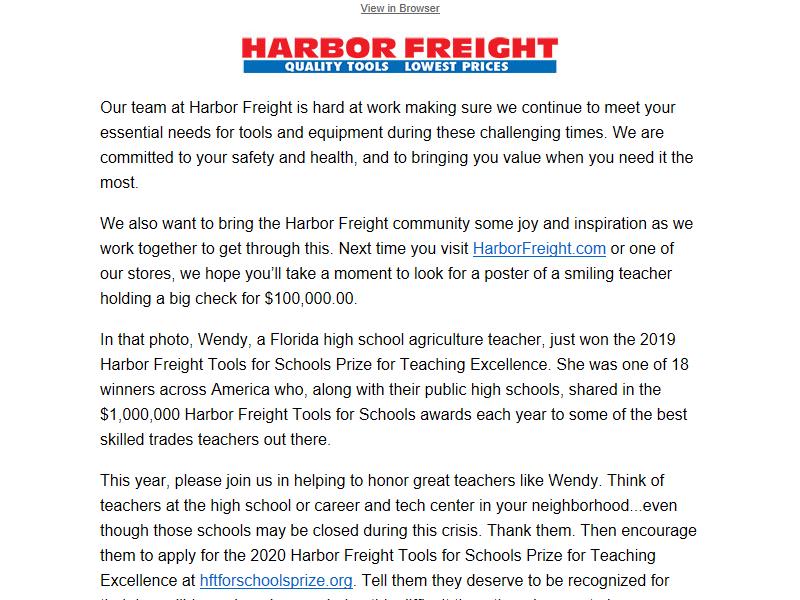 View in Browser
HARBOR FREIGHT
QUALITY TOOLS LOWEST PRICES
Our team at Harbor Freight is hard at work making sure we continue to meet your
essential needs for tools and equipment during these challenging times. We are
committed to your safety and health, and to bringing you value when you need it the
most.
We also want to bring the Harbor Freight community some joy and inspiration as we
work together to get through this. Next time you visit HarborFreight.com or one of
our stores, we hope you’ll take a moment to look for a poster of a smiling teacher
holding a big check for $100,000.00.
In that photo, Wendy, a Florida high school agriculture teacher, just won the 2019
Harbor Freight Tools for Schools Prize for Teaching Excellence. She was one of 18
winners across America who, along with their public high schools, shared in the
$1,000,000 Harbor Freight Tools for Schools awards each year to some of the best
skilled trades teachers out there.
This year, please join us in helping to honor great teachers like Wendy. Think of
teachers at the high school or career and tech center in your neighborhood...even
though those schools may be closed during this crisis. Thank them. Then encourage
them to apply for the 2020 Harbor Freight Tools for Schools Prize for Teaching
Excellence at hftforschoolsprize.org. Tell them they deserve to be recognized for